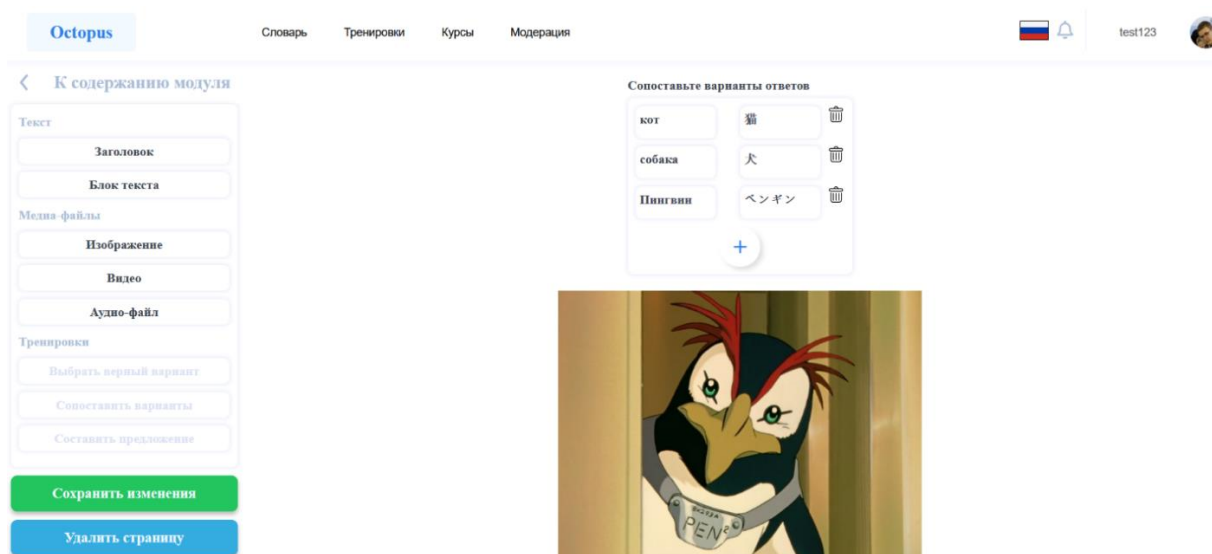 Octopus
Словарь
Тренировки
Курсы
Модерация
test123
К содержанию модуля
Текст
Заголовок
Блок текста
Медиа-файлы
Изображение
Видео
Аудио-файл
Тренировки
Выбрать верный вариант
Сопоставить варианты
Составить предложение
Сохранить изменения
Удалить страницу
Сопоставьте варианты ответов
кот
猫
собака
犬
Пингвин
ペンギン
+
PEN²